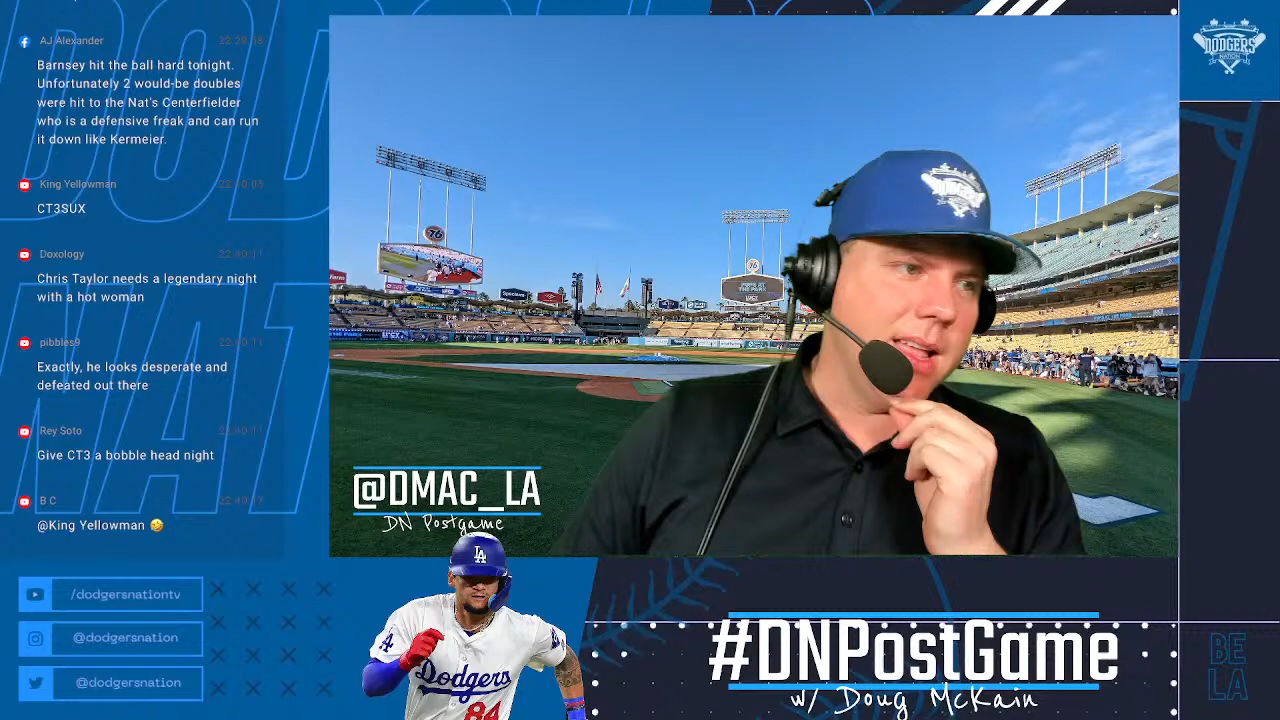 AJ Alexander
Barnsey hit the ball hard tonight.
Unfortunately 2 would-be doubles
were hit to the Nat's Centerfielder
who is a defensive freak and can run
it down like Kermeier.
King Yellowman
CT3SUX
Doxology
Chris Taylor needs a legendary night
with a hot woman
pibbles9
Exactly, he looks desperate and
defeated out there
Rey Soto
Give CT3 a bobble head night
B C
@King Yellowman 🤣
/dodgersnationtv
@dodgersnation
@dodgersnation
DODGERS
NATION
76
76
LA
Dodgers
84
@DMAC_LA
DN Postgame
#DNPostGame
w/ Doug McKain
DODGERS
NATION
BE
LA